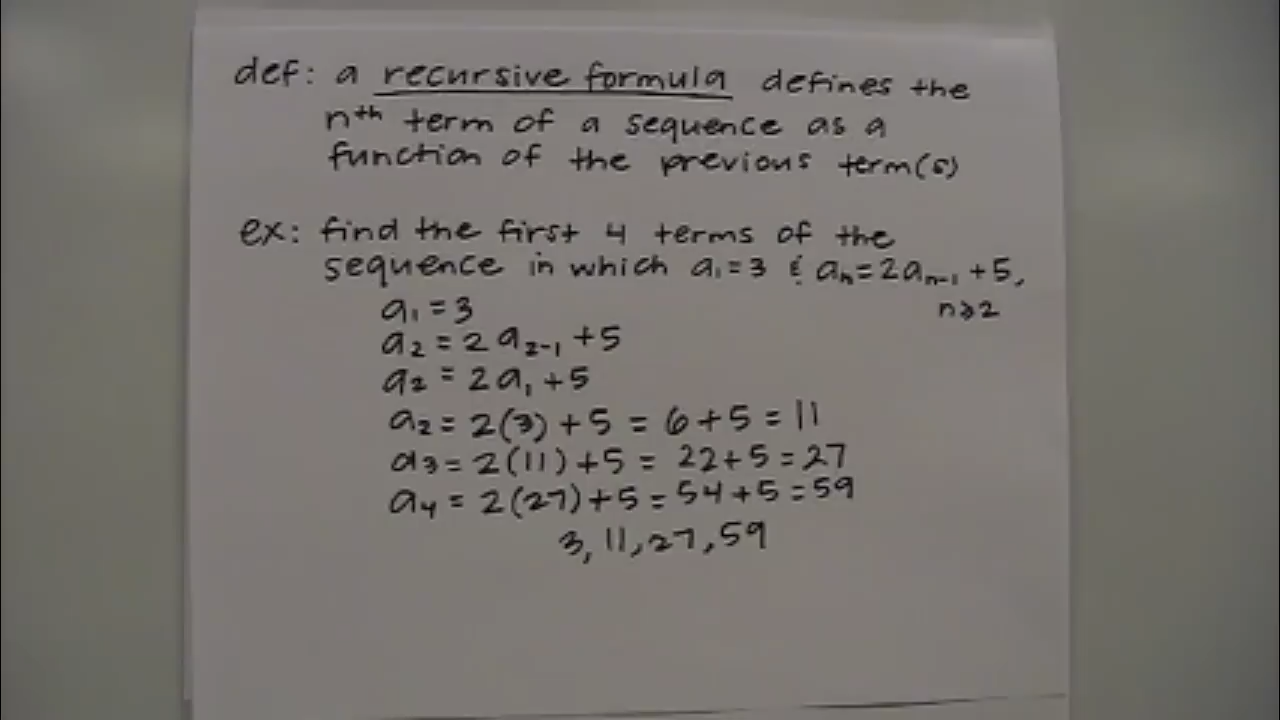 def: a recursive formula defines the
nth term of a sequence as a
function of the previous term(s)
ex: find the first 4 terms of the
sequence in which a₁=3 & aₙ=2aₙ₋₁+5,
n≥2
a₁=3
a₂=2a₂₋₁+5
a₂=2a₁+5
a₂=2(3)+5=6+5=11
a₃=2(11)+5=22+5=27
a₄=2(27)+5=54+5=59
3,11,27,59